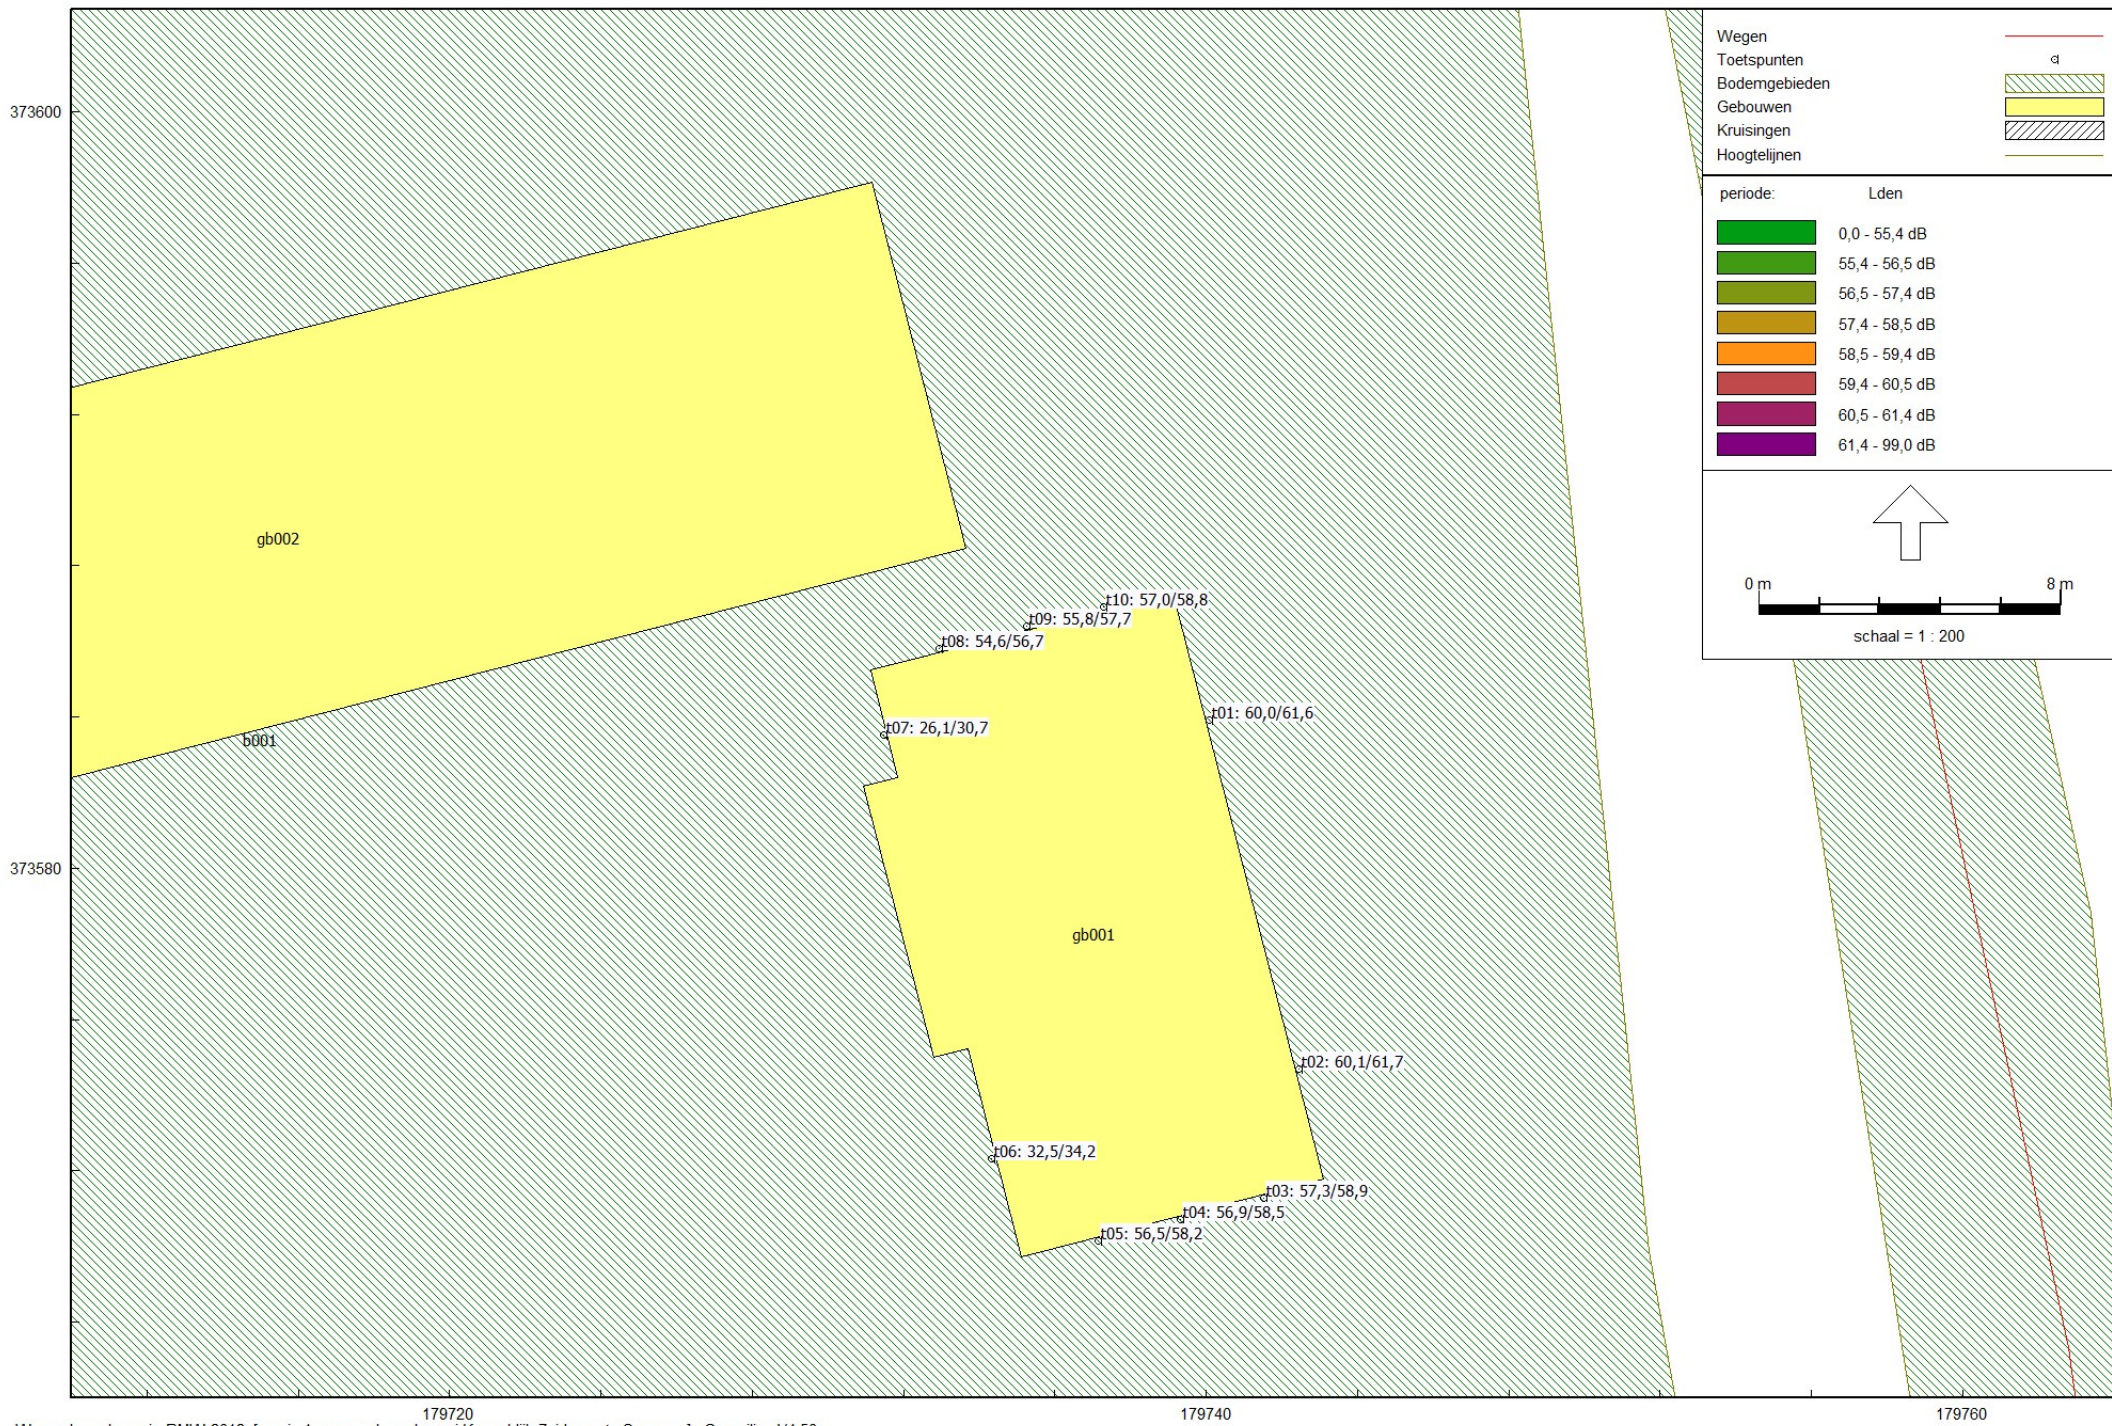 Wegen
Toetspunten
Bodemgebieden
Gebouwen
Kruisingen
Hoogtelijnen
periode: Lden
0,0 - 55,4 dB
55,4 - 56,5 dB
56,5 - 57,4 dB
57,4 - 58,5 dB
58,5 - 59,4 dB
59,4 - 60,5 dB
60,5 - 61,4 dB
61,4 - 99,0 dB
0 m 8 m
schaal = 1 : 200
373600
gb002
t10: 57,0/58,8
t09: 55,8/57,7
t08: 54,6/56,7
t01: 60,0/61,6
t07: 26,1/30,7
b001
373580
gb001
t02: 60,1/61,7
t06: 32,5/34,2
t03: 57,3/58,9
t04: 56,9/58,5
t05: 56,5/58,2
179720 179740 179760